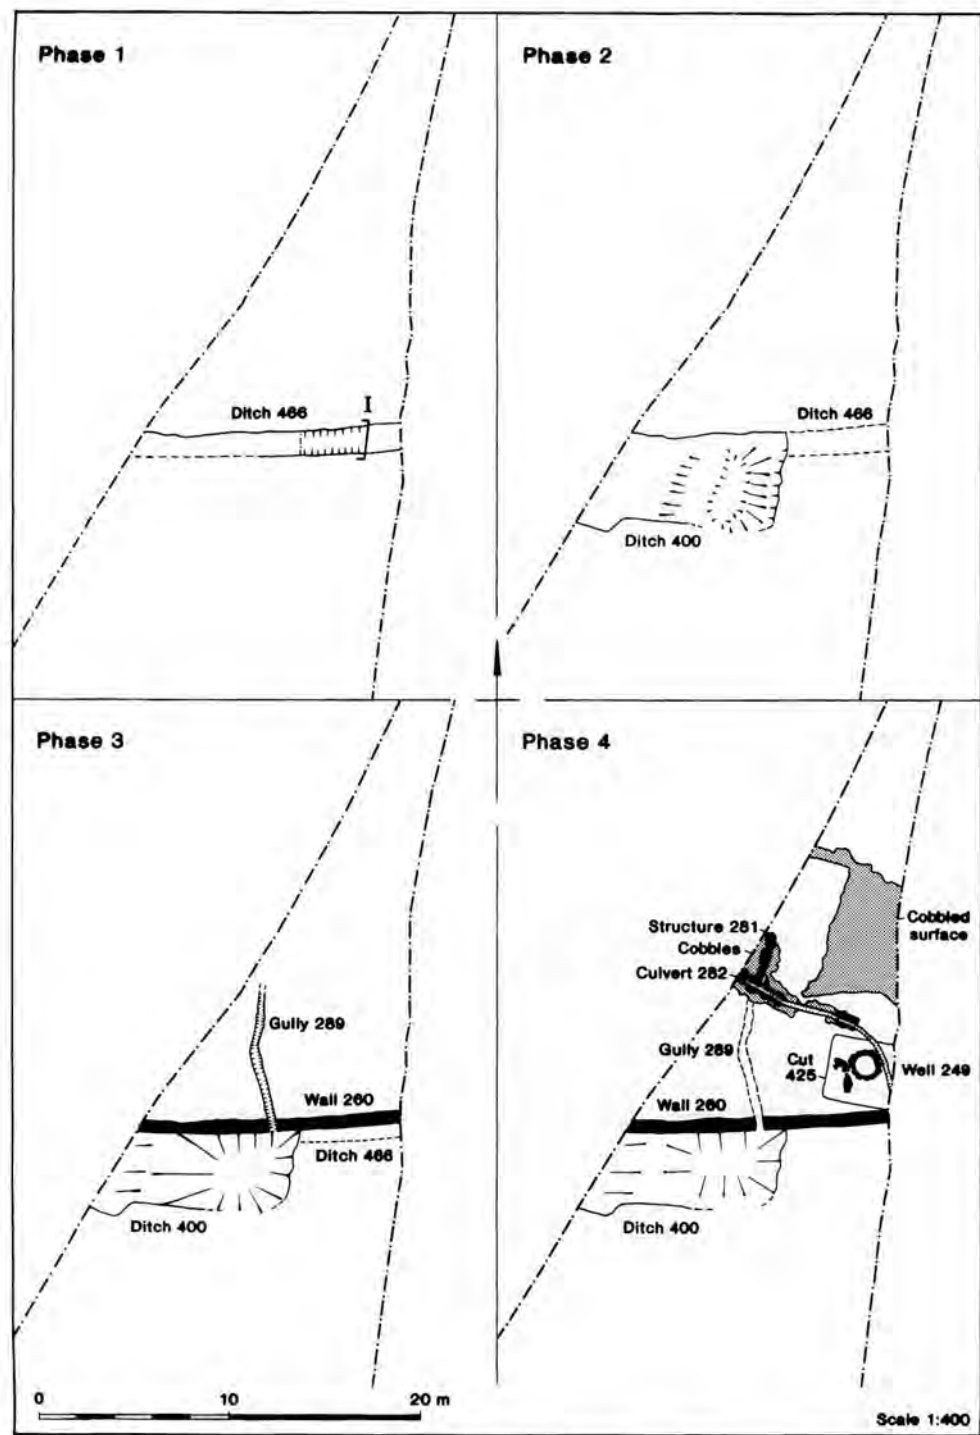 Phase 1
Ditch 466
I
Phase 2
Ditch 466
Ditch 400
Phase 3
Gully 289
Wall 260
Ditch 466
Ditch 400
0 10 20 m
Phase 4
Structure 281
Cobbles
Culvert 282
Cobbled
surface
Gully 289
Cut
425
Well 249
Wall 260
Ditch 400
Scale 1:400